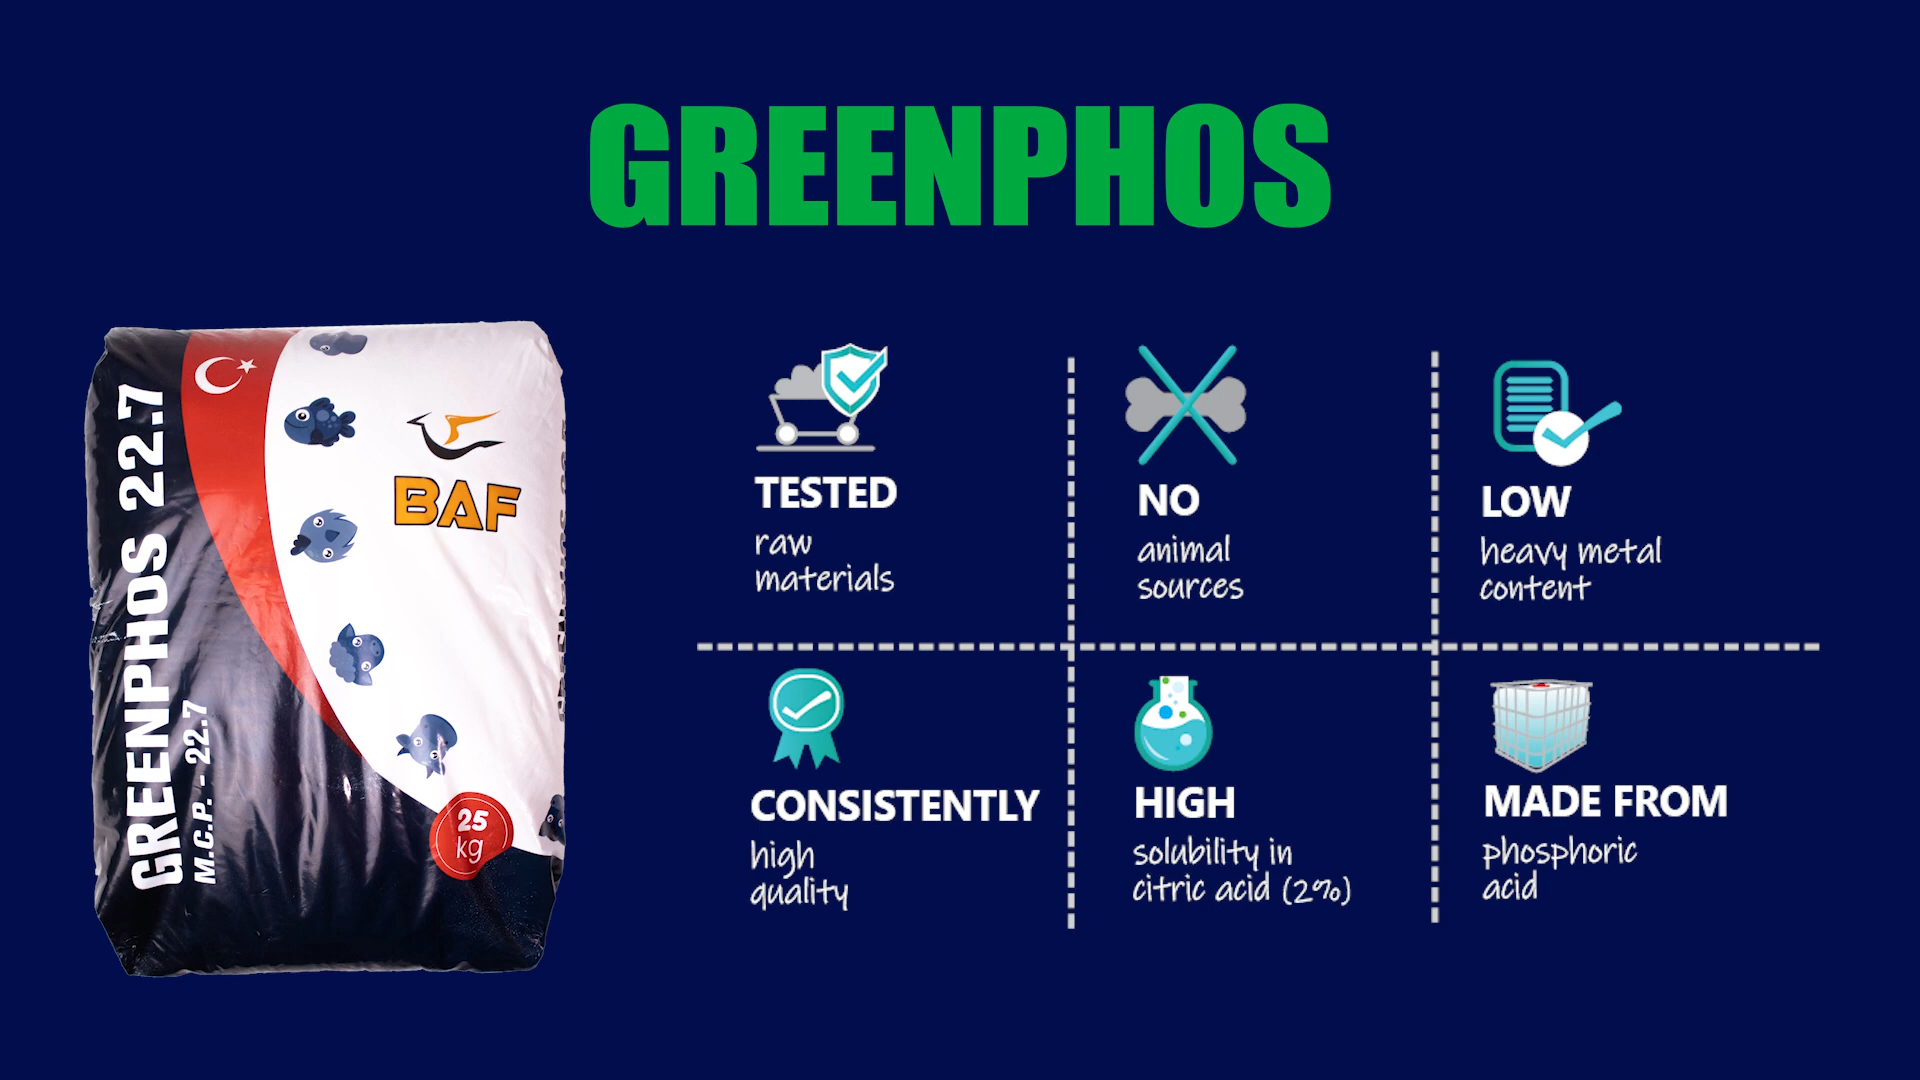 GREENPHOS
GREENPHOS 22.7
M.C.P. - 22.7
BAF
25
kg
TESTED
raw
materials
NO
animal
sources
LOW
heavy metal
content
CONSISTENTLY
high
quality
HIGH
solubility in
citric acid (2%)
MADE FROM
phosphoric
acid